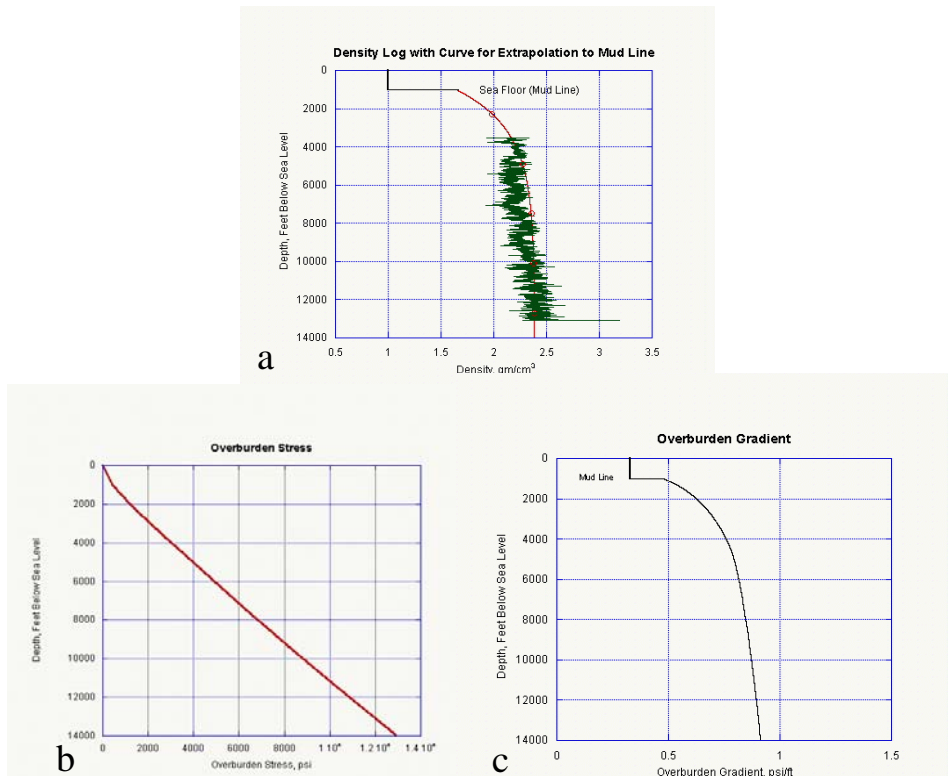 Density Log with Curve for Extrapolation to Mud Line
0
2000
4000
6000
8000
10000
12000
14000
Depth, Feet Below Sea Level
Sea Floor (Mud Line)
0.5 1 1.5 2 2.5 3 3.5
Density, gm/cm³
a
Overburden Stress
0
2000
4000
6000
8000
10000
12000
14000
Depth, Feet Below Sea Level
0 2000 4000 6000 8000 1 10⁴ 1.2 10⁴ 1.4 10⁴
Overburden Stress, psi
b
Overburden Gradient
0
2000
4000
6000
8000
10000
12000
14000
Depth, Feet Below Sea Level
Mud Line
0 0.5 1 1.5
Overburden Gradient, psi/ft
c